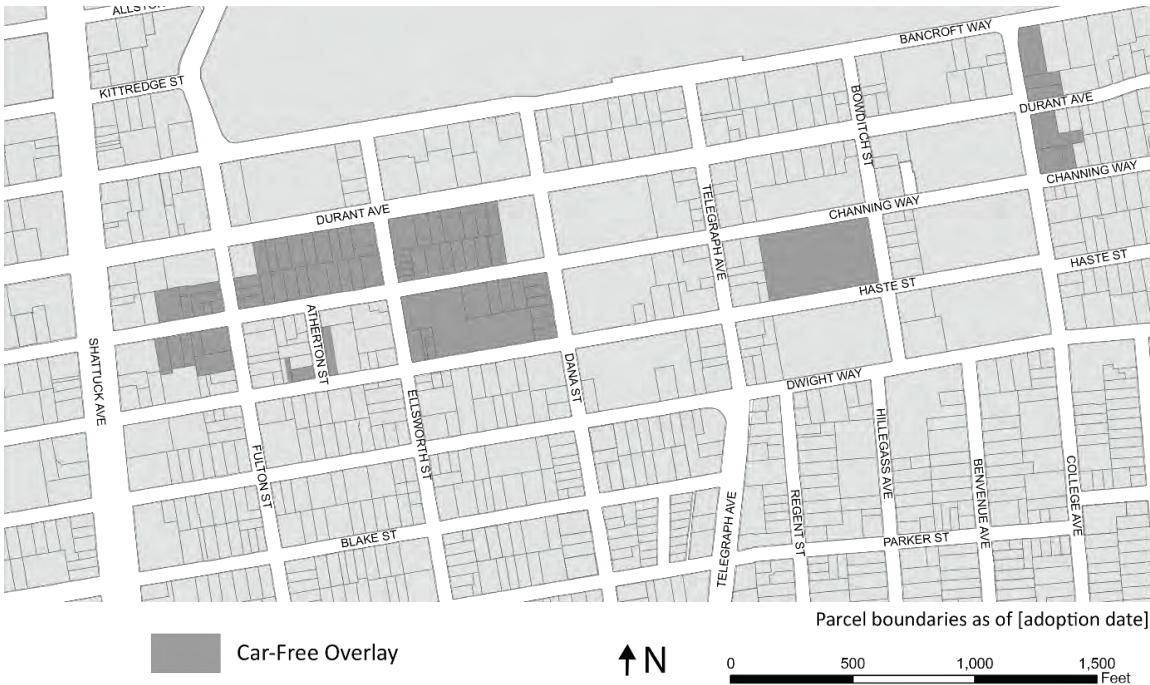 ALLSTON
KITTREDGE ST
BANCROFT WAY
BOWDITCH ST
DURANT AVE
CHANNING WAY
DURANT AVE
TELEGRAPH AVE
CHANNING WAY
HASTE ST
HASTE ST
ATHERTON ST
SHATTUCK AVE
DANA ST
DWIGHT WAY
ELLSWORTH ST
HILLEGASS AVE
FULTON ST
BENVENUE AVE
COLLEGE AVE
REGENT ST
TELEGRAPH AVE
BLAKE ST
PARKER ST
Parcel boundaries as of [adoption date]
Car-Free Overlay
N
0 500 1,000 1,500
Feet